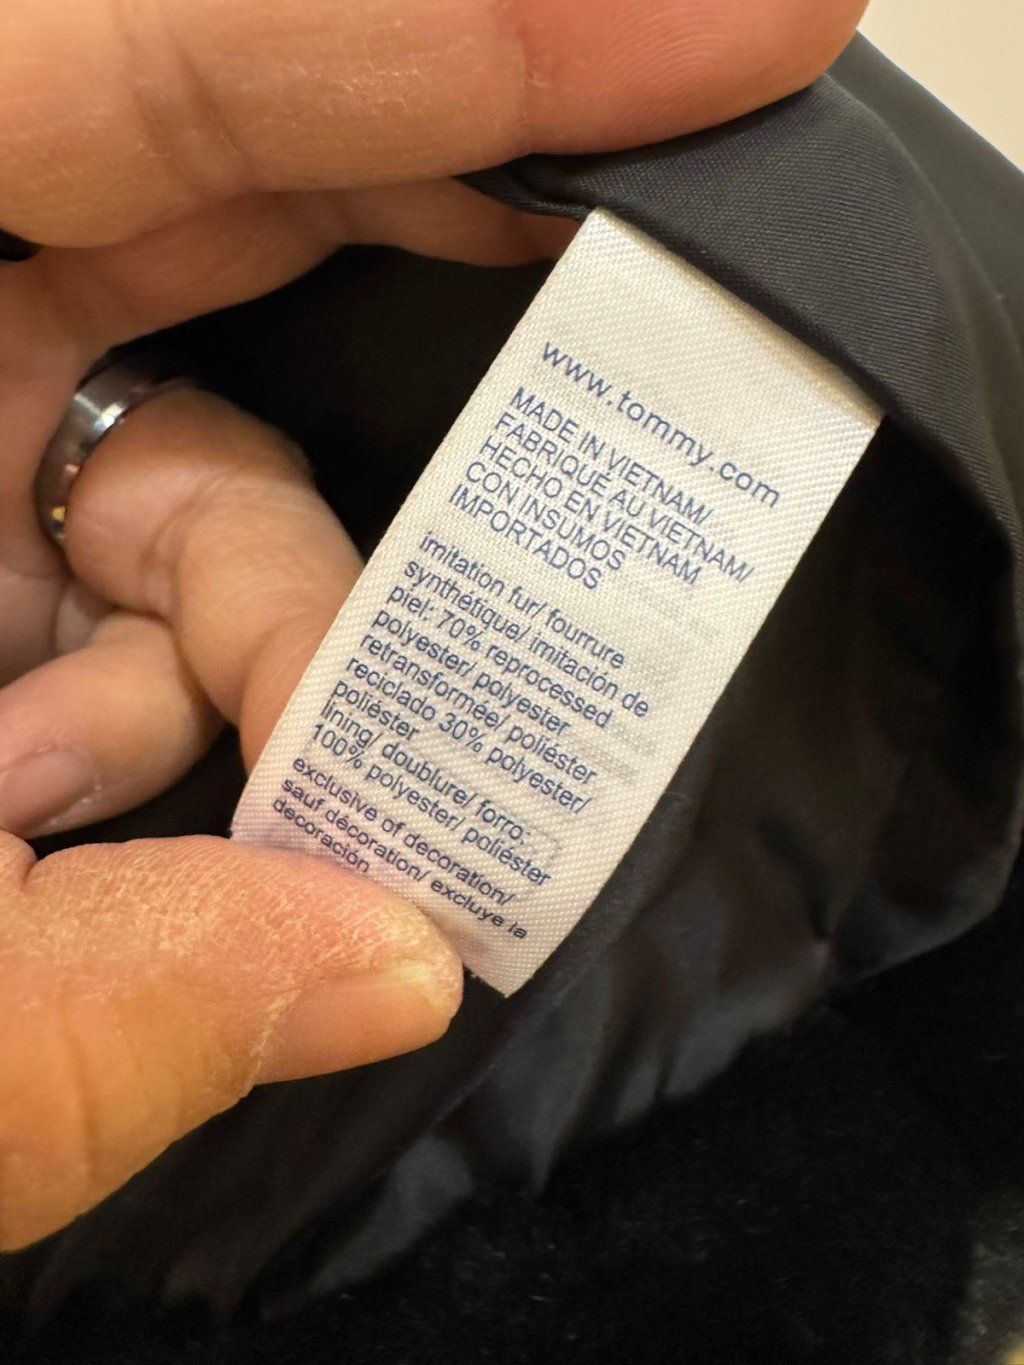 www.tommy.com
MADE IN VIETNAM/
FABRIQUÉ AU VIETNAM/
HECHO EN VIETNAM
CON INSUMOS
IMPORTADOS
imitation fur/ fourrure
synthétique/ imitación de
piel: 70% reprocessed
polyester/ polyester
retransformée/ poliéster
reciclado 30% polyester/
poliéster
lining/ doublure/ forro:
100% polyester/ poliéster
exclusive of decoration/
sauf décoration/ excluye la
decoración